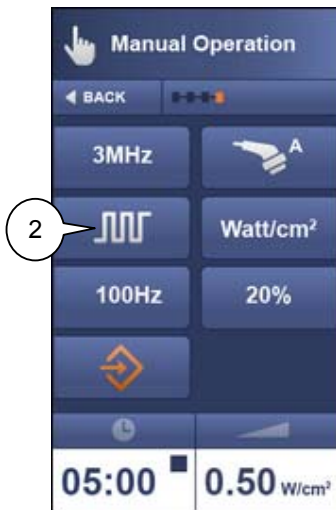 Manual Operation
BACK
3MHz
A
2
Watt/cm²
100Hz
20%
05:00
0.50 W/cm²